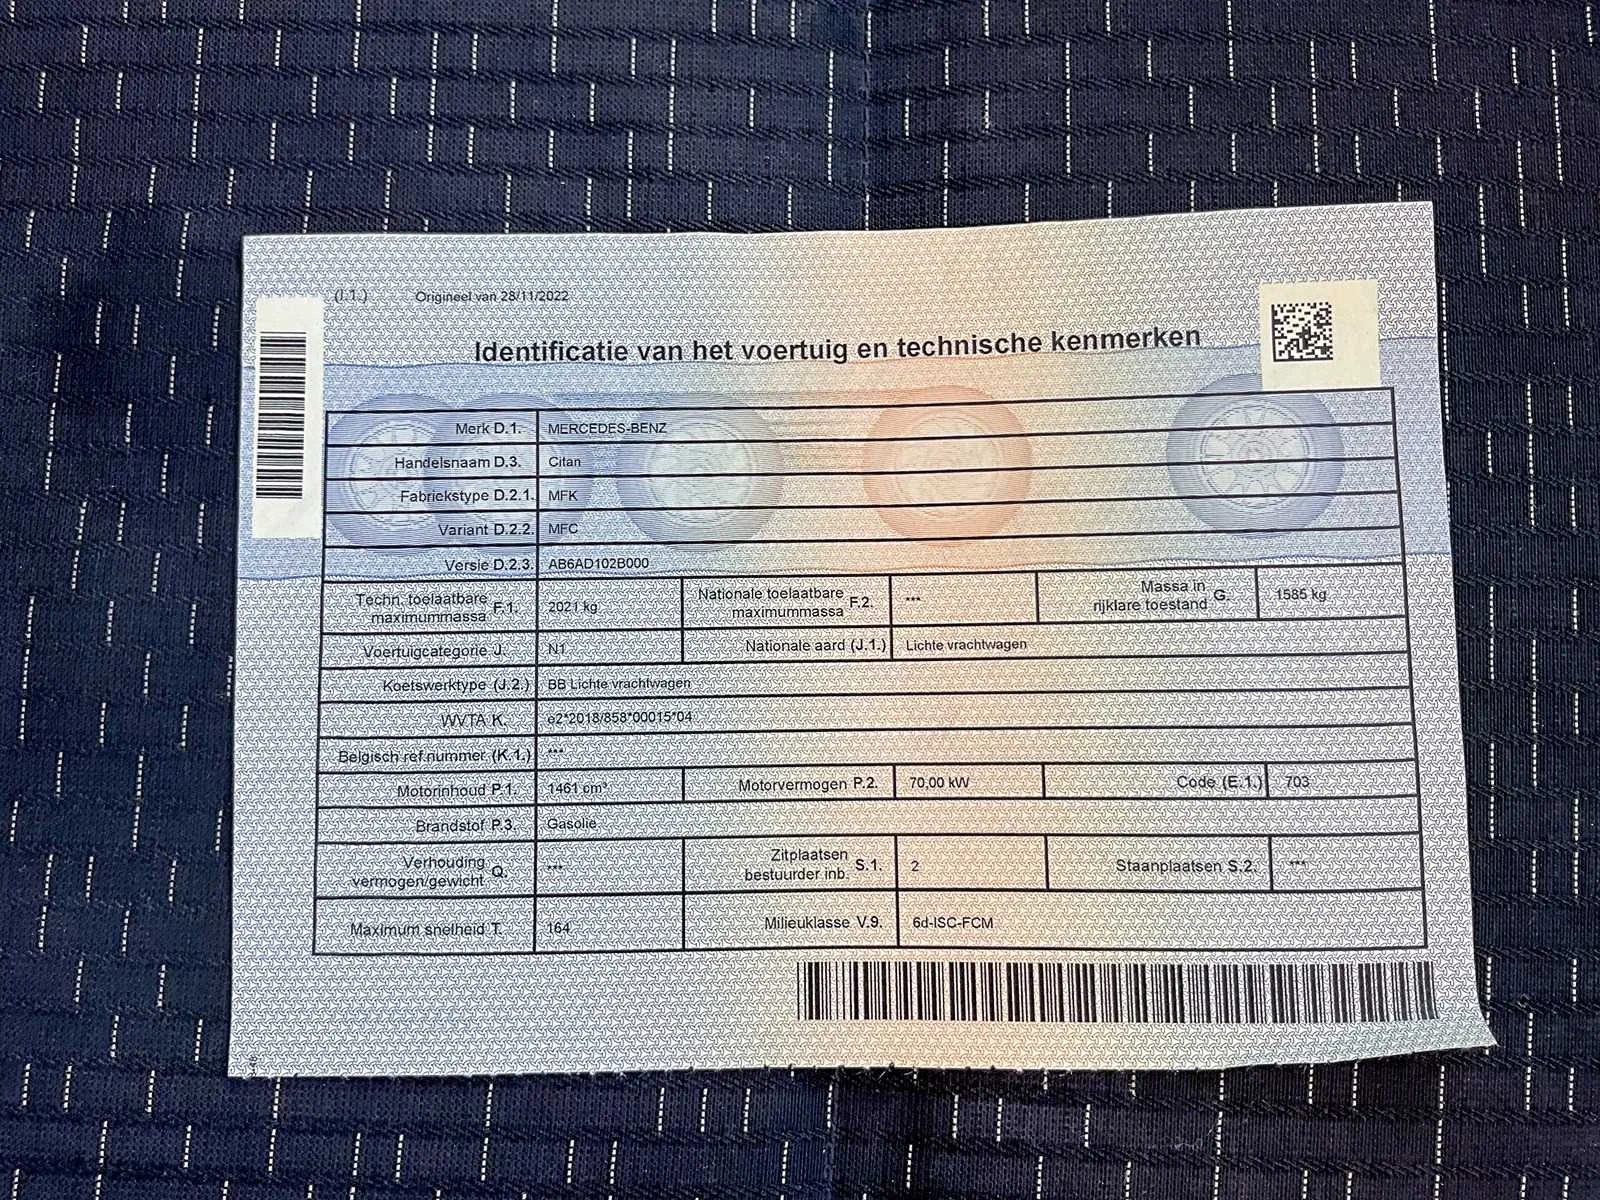 (I.1.) Origineel van 28/11/2022
Identificatie van het voertuig en technische kenmerken
Merk D.1. MERCEDES-BENZ
Handelsnaam D.3. Citan
Fabriekstype D.2.1. MFK
Variant D.2.2. MFC
Versie D.2.3. AB6AD102B000
Techn. toelaatbare maximummassa F.1. 2021 kg Nationale toelaatbare maximummassa F.2. *** Massa in rijklare toestand G. 1585 kg
Voertuigcategorie J. N1 Nationale aard (J.1.) Lichte vrachtwagen
Koetswerktype (J.2.) BB Lichte vrachtwagen
WVTA K. e2*2018/858*00015*04
Belgisch ref.nummer (K.1.) ***
Motorinhoud P.1. 1461 cm³ Motorvermogen P.2. 70,00 kW Code (E.1.) 703
Brandstof P.3. Gasolie
Verhouding vermogen/gewicht Q. *** Zitplaatsen bestuurder inb. S.1. 2 Staanplaatsen S.2. ***
Maximum snelheid T. 164 Milieuklasse V.9. 6d-ISC-FCM